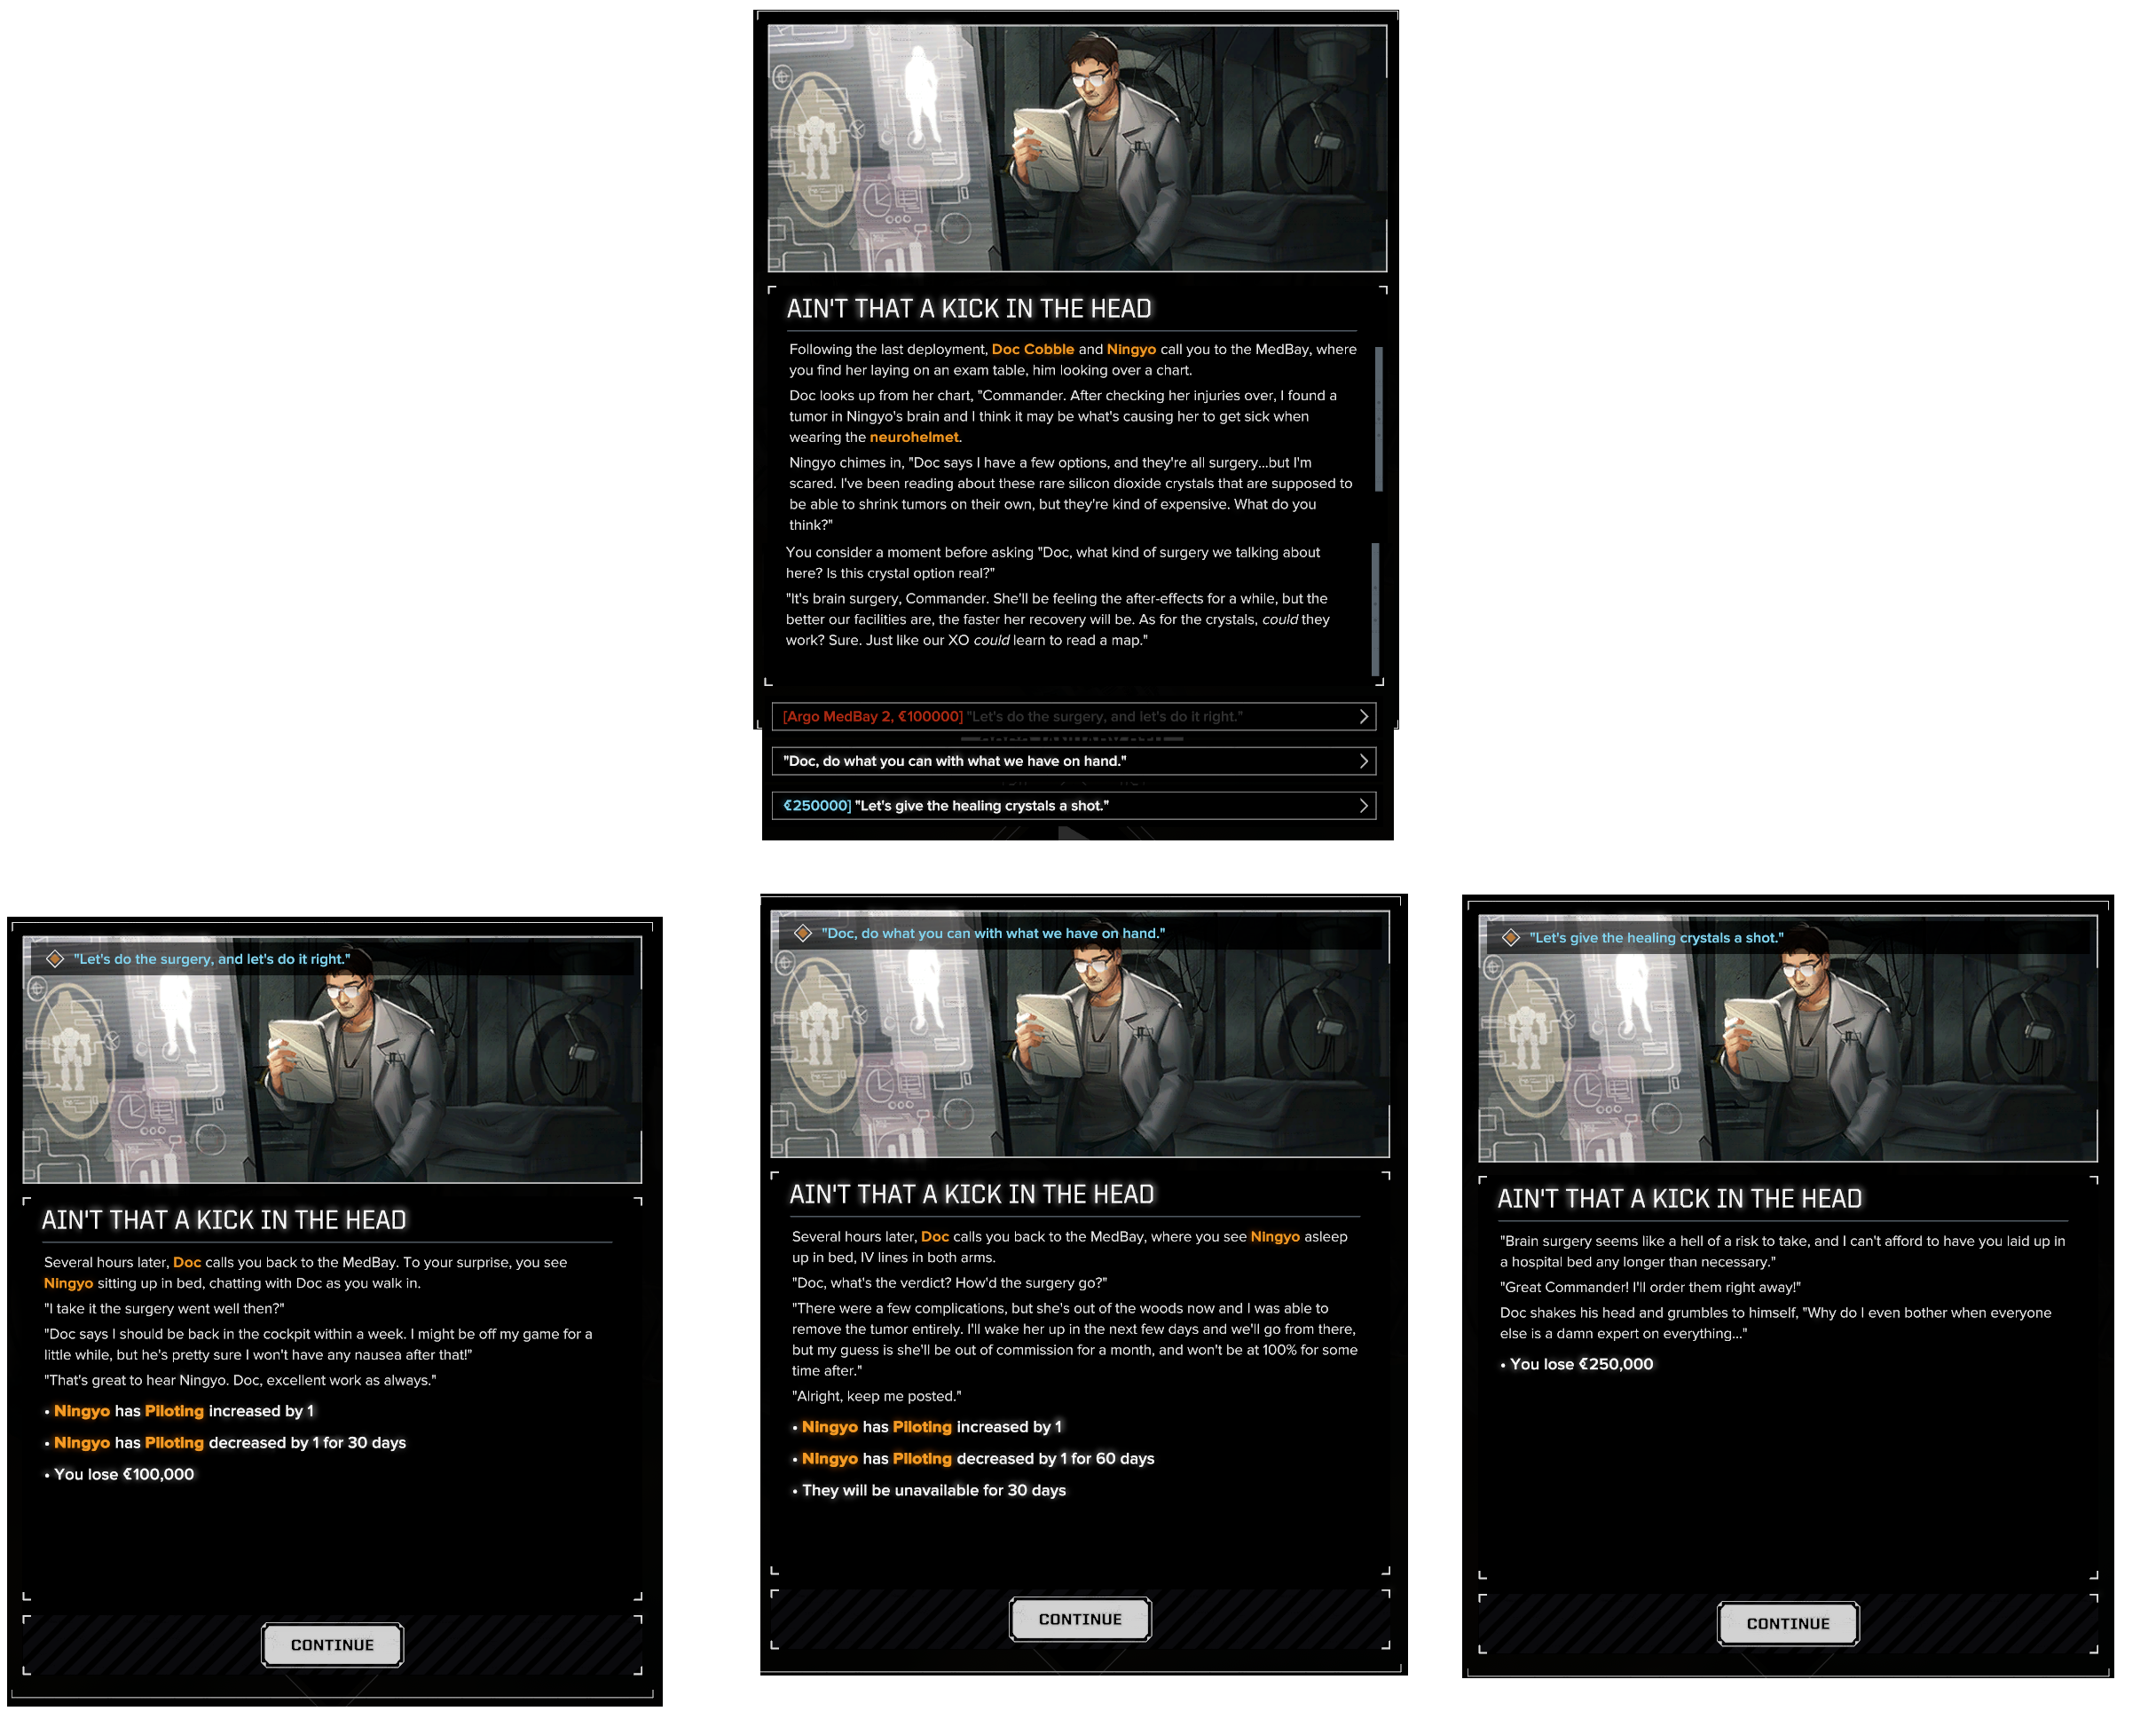 AIN'T THAT A KICK IN THE HEAD
Following the last deployment, Doc Cobble and Ningyo call you to the MedBay, where
you find her laying on an exam table, him looking over a chart.
Doc looks up from her chart, "Commander. After checking her injuries over, I found a
tumor in Ningyo's brain and I think it may be what's causing her to get sick when
wearing the neurohelmet.
Ningyo chimes in, "Doc says I have a few options, and they're all surgery...but I'm
scared. I've been reading about these rare silicon dioxide crystals that are supposed to
be able to shrink tumors on their own, but they're kind of expensive. What do you
think?"
You consider a moment before asking "Doc, what kind of surgery we talking about
here? Is this crystal option real?"
"It's brain surgery, Commander. She'll be feeling the after-effects for a while, but the
better our facilities are, the faster her recovery will be. As for the crystals, could they
work? Sure. Just like our XO could learn to read a map."
[Argo MedBay 2, ₡100000] "Let's do the surgery, and let's do it right."
"Doc, do what you can with what we have on hand."
₡250000] "Let's give the healing crystals a shot."
"Let's do the surgery, and let's do it right."
AIN'T THAT A KICK IN THE HEAD
Several hours later, Doc calls you back to the MedBay. To your surprise, you see
Ningyo sitting up in bed, chatting with Doc as you walk in.
"I take it the surgery went well then?"
"Doc says I should be back in the cockpit within a week. I might be off my game for a
little while, but he's pretty sure I won't have any nausea after that!"
"That's great to hear Ningyo. Doc, excellent work as always."
• Ningyo has Piloting increased by 1
• Ningyo has Piloting decreased by 1 for 30 days
• You lose ₡100,000
CONTINUE
"Doc, do what you can with what we have on hand."
AIN'T THAT A KICK IN THE HEAD
Several hours later, Doc calls you back to the MedBay, where you see Ningyo asleep
up in bed, IV lines in both arms.
"Doc, what's the verdict? How'd the surgery go?"
"There were a few complications, but she's out of the woods now and I was able to
remove the tumor entirely. I'll wake her up in the next few days and we'll go from there,
but my guess is she'll be out of commission for a month, and won't be at 100% for some
time after."
"Alright, keep me posted."
• Ningyo has Piloting increased by 1
• Ningyo has Piloting decreased by 1 for 60 days
• They will be unavailable for 30 days
CONTINUE
"Let's give the healing crystals a shot."
AIN'T THAT A KICK IN THE HEAD
"Brain surgery seems like a hell of a risk to take, and I can't afford to have you laid up in
a hospital bed any longer than necessary."
"Great Commander! I'll order them right away!"
Doc shakes his head and grumbles to himself, "Why do I even bother when everyone
else is a damn expert on everything..."
• You lose ₡250,000
CONTINUE